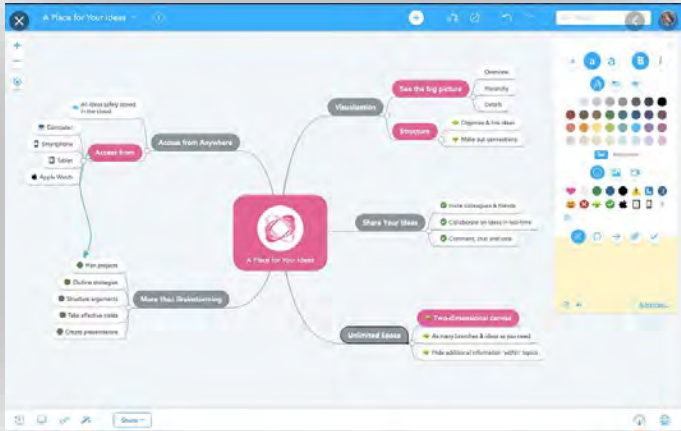 A Place for Your Ideas
a a B I
Overview
See the big picture
Hierarchy
Visualisation
Details
Structure
Organize & link ideas
Make out connections
All ideas safely stored
in the cloud
Computer
Access from Anywhere
Smartphone
Access from
Tablet
Apple Watch
A Place for Your Ideas
Share Your Ideas
Invite colleagues & friends
Collaborate on ideas in real-time
Comment, chat and vote
Plan projects
Outline strategies
More than Brainstorming
Structure arguments
Take effective notes
Create presentations
Unlimited Space
Two-dimensional canvas
As many branches & ideas as you need
Hide additional information "within" topics
Share